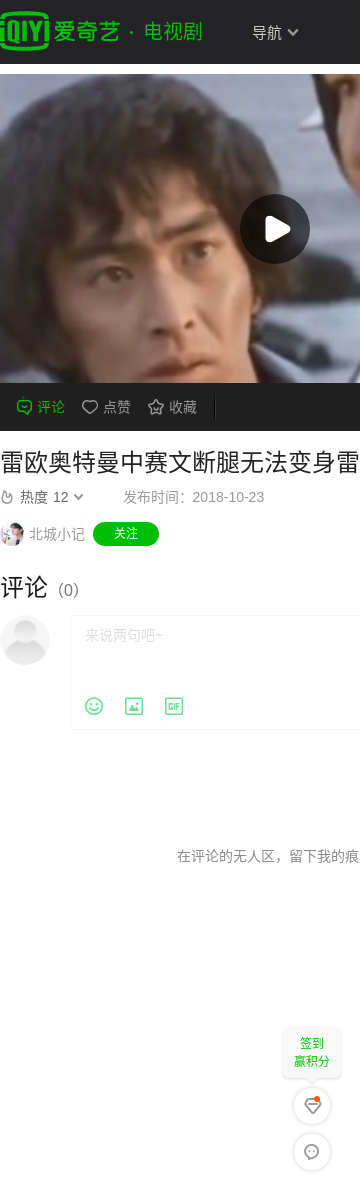 QIYI 爱奇艺 · 电视剧 导航
评论 点赞 收藏
雷欧奥特曼中赛文断腿无法变身雷
热度 12 发布时间：2018-10-23
北城小记 关注
评论（0）
来说两句吧~
GIF
在评论的无人区，留下我的痕
签到
赢积分